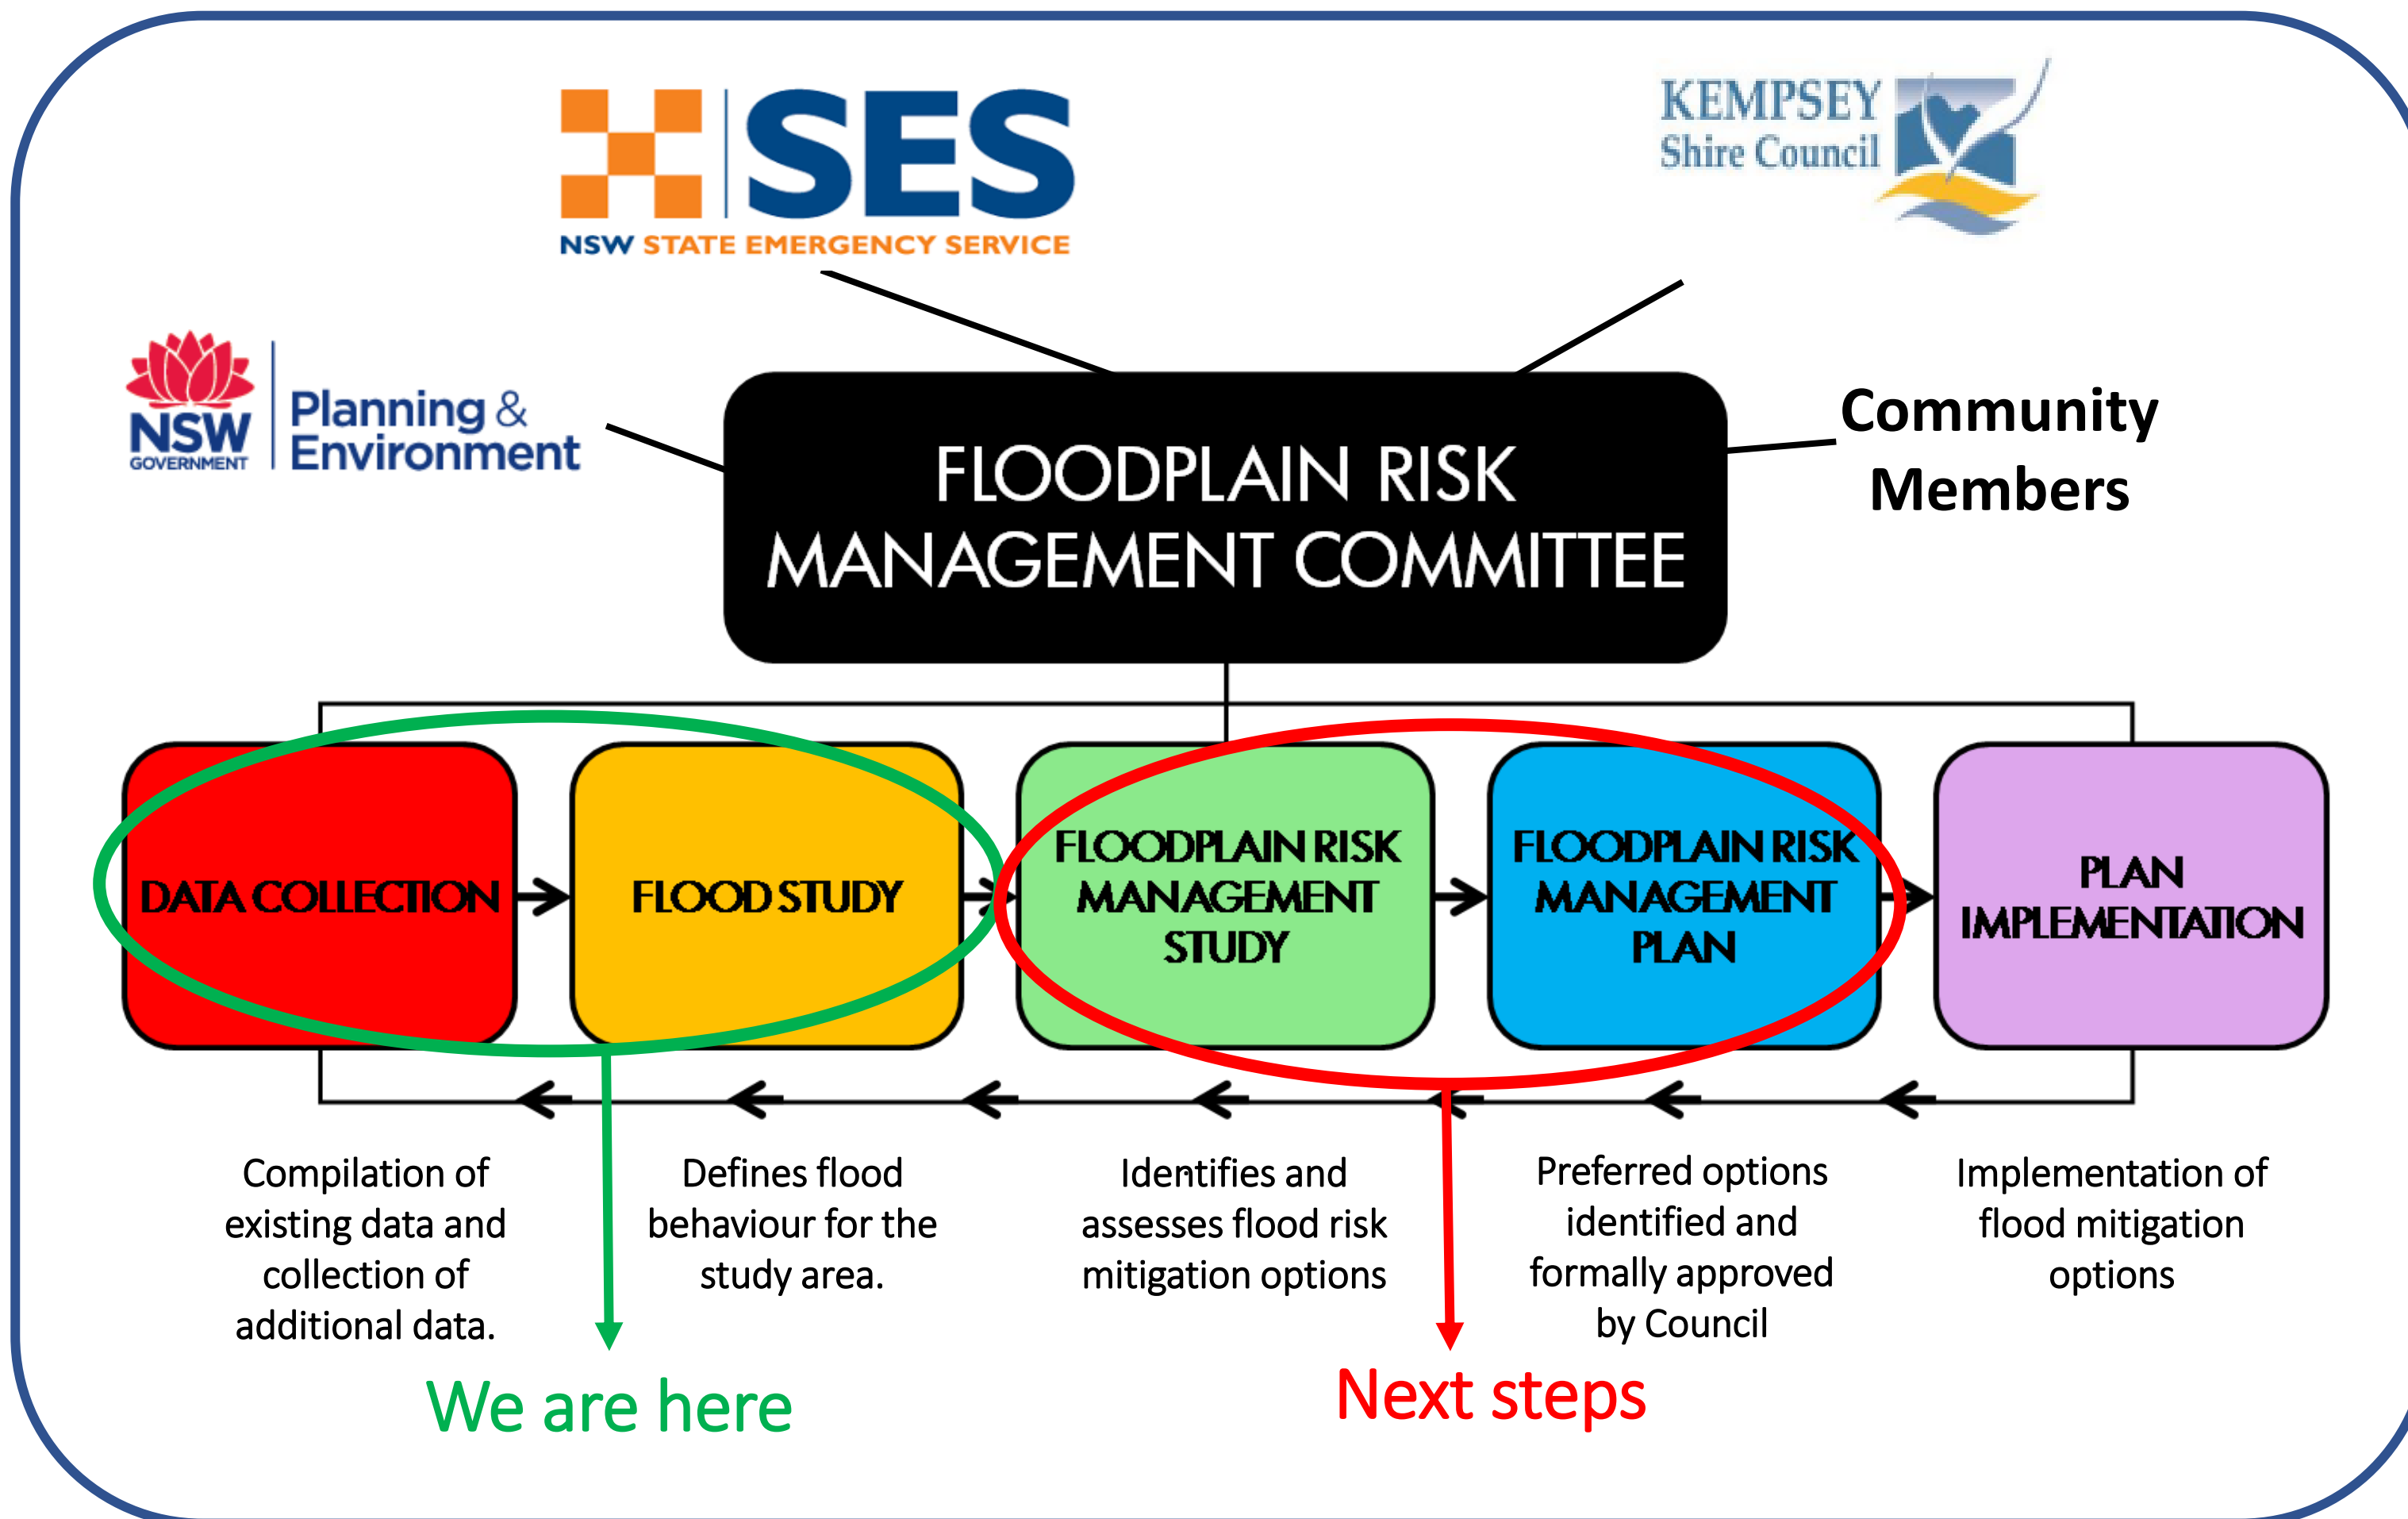 SES
NSW STATE EMERGENCY SERVICE
KEMPSEY
Shire Council
NSW
GOVERNMENT
Planning &
Environment
Community
Members
FLOODPLAIN RISK
MANAGEMENT COMMITTEE
DATA COLLECTION
FLOOD STUDY
FLOODPLAIN RISK
MANAGEMENT
STUDY
FLOODPLAIN RISK
MANAGEMENT
PLAN
PLAN
IMPLEMENTATION
Compilation of
existing data and
collection of
additional data.
Defines flood
behaviour for the
study area.
Identifies and
assesses flood risk
mitigation options
Preferred options
identified and
formally approved
by Council
Implementation of
flood mitigation
options
We are here
Next steps